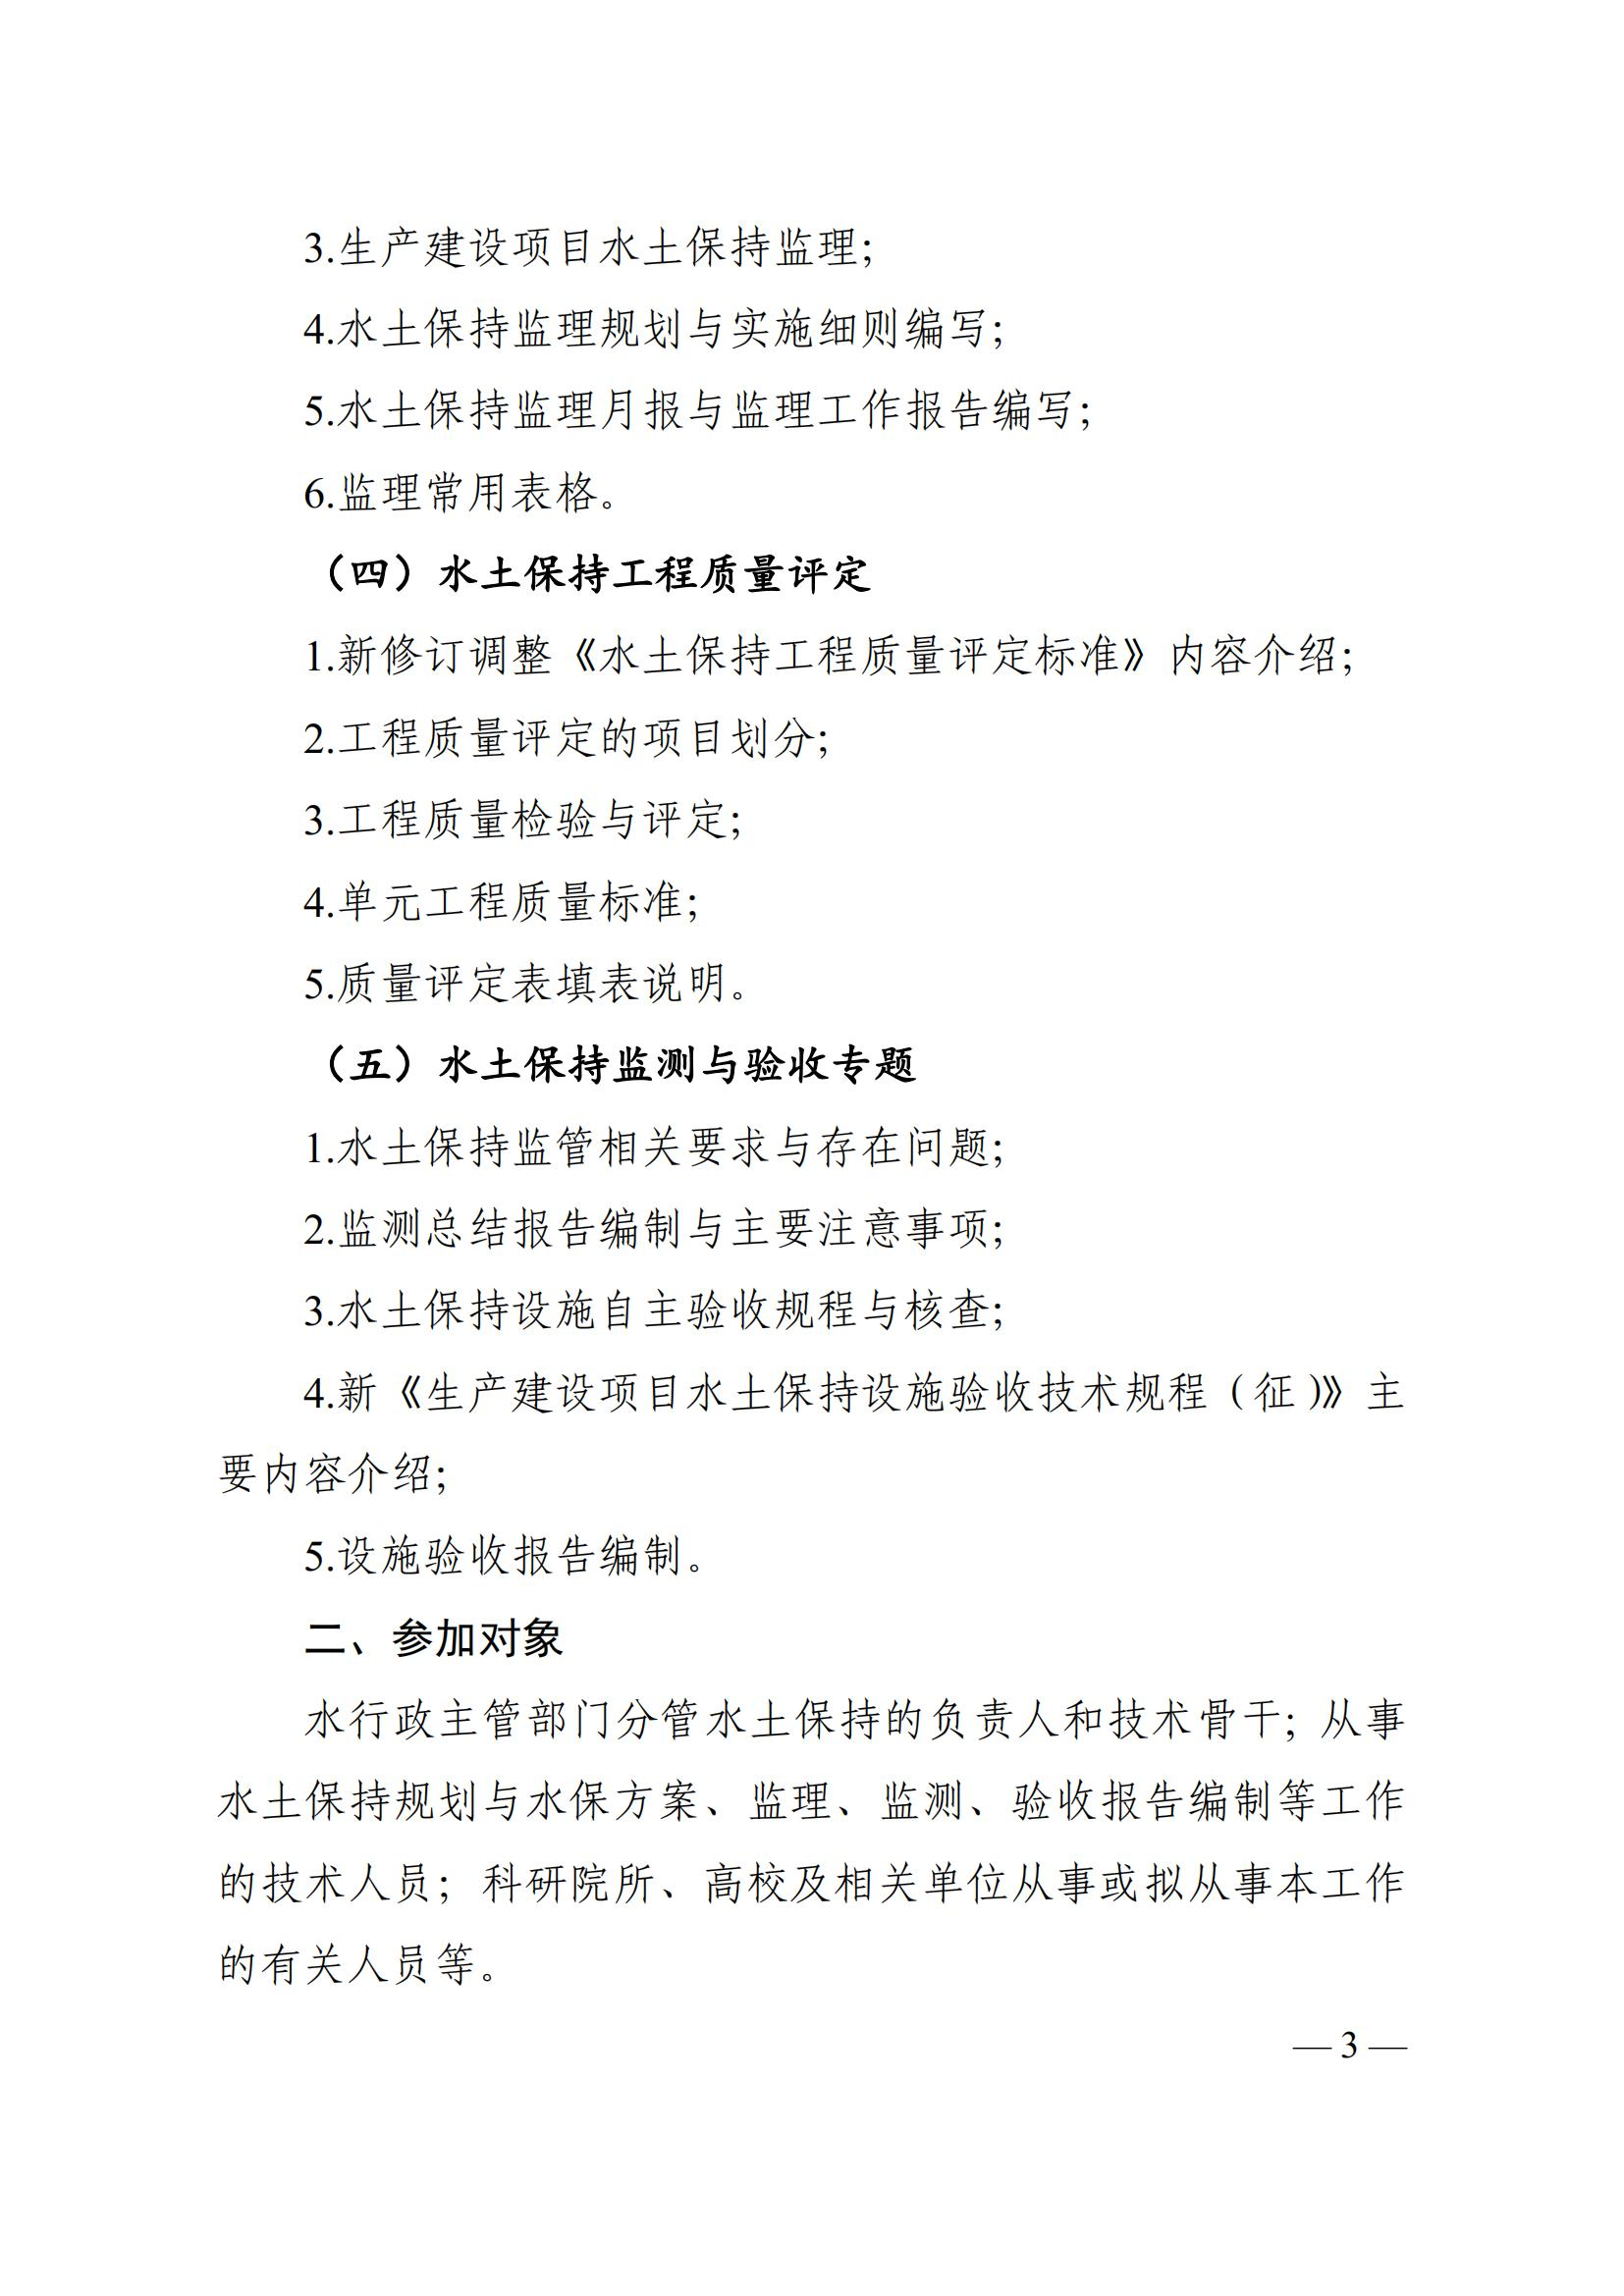 3.生产建设项目水土保持监理；
4.水土保持监理规划与实施细则编写；
5.水土保持监理月报与监理工作报告编写；
6.监理常用表格。
（四）水土保持工程质量评定
1.新修订调整《水土保持工程质量评定标准》内容介绍；
2.工程质量评定的项目划分；
3.工程质量检验与评定；
4.单元工程质量标准；
5.质量评定表填表说明。
（五）水土保持监测与验收专题
1.水土保持监管相关要求与存在问题；
2.监测总结报告编制与主要注意事项；
3.水土保持设施自主验收规程与核查；
4.新《生产建设项目水土保持设施验收技术规程（征)》主
要内容介绍；
5.设施验收报告编制。
二、参加对象
水行政主管部门分管水土保持的负责人和技术骨干；从事
水土保持规划与水保方案、监理、监测、验收报告编制等工作
的技术人员；科研院所、高校及相关单位从事或拟从事本工作
的有关人员等。
— 3 —